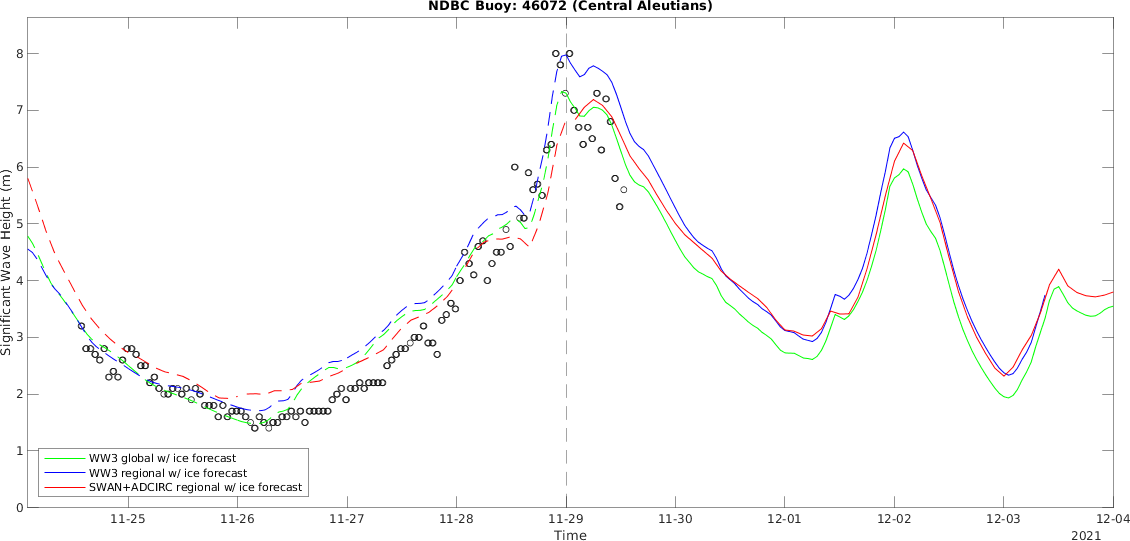 NDBC Buoy: 46072 (Central Aleutians)
Significant Wave Height (m)
8
7
6
5
4
3
2
1
0
WW3 global w/ ice forecast
WW3 regional w/ ice forecast
SWAN+ADCIRC regional w/ ice forecast
11-25 11-26 11-27 11-28 11-29 11-30 12-01 12-02 12-03 12-04
Time
2021